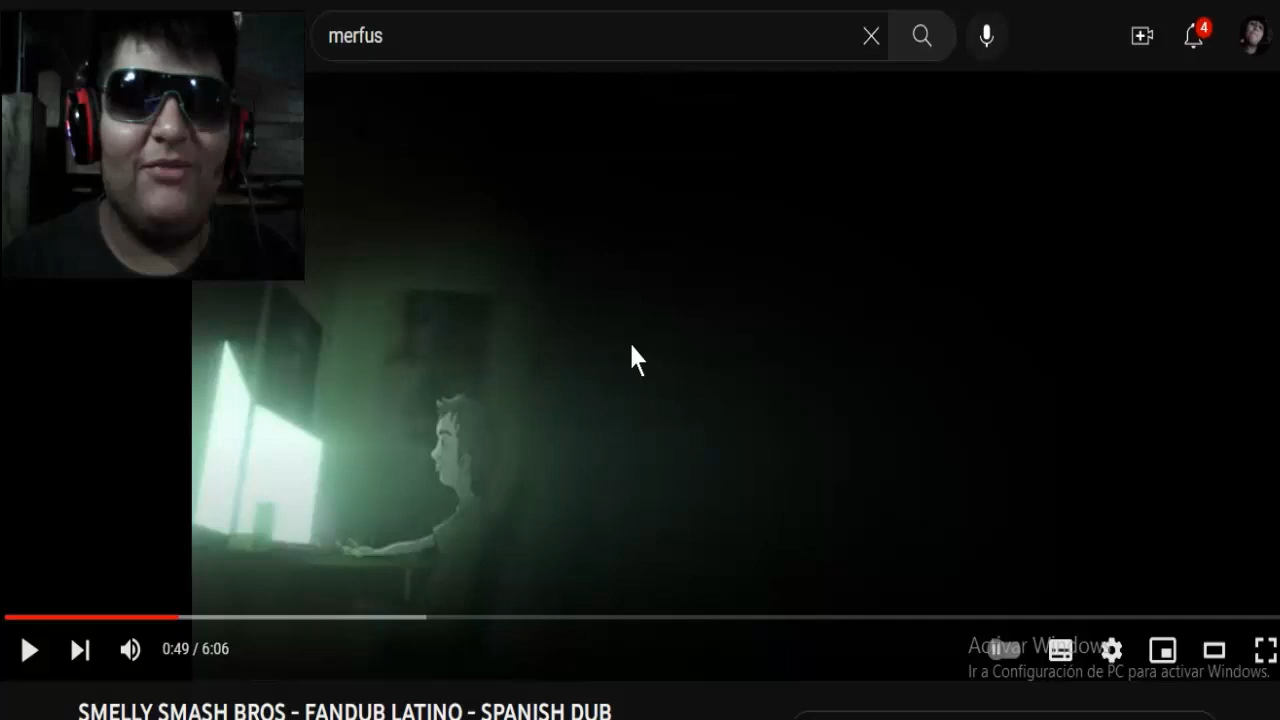 merfus
4
0:49 / 6:06
Activar Windows
Ir a Configuración de PC para activar Windows.
SMELLY SMASH BROS - FANDUB LATINO - SPANISH DUB